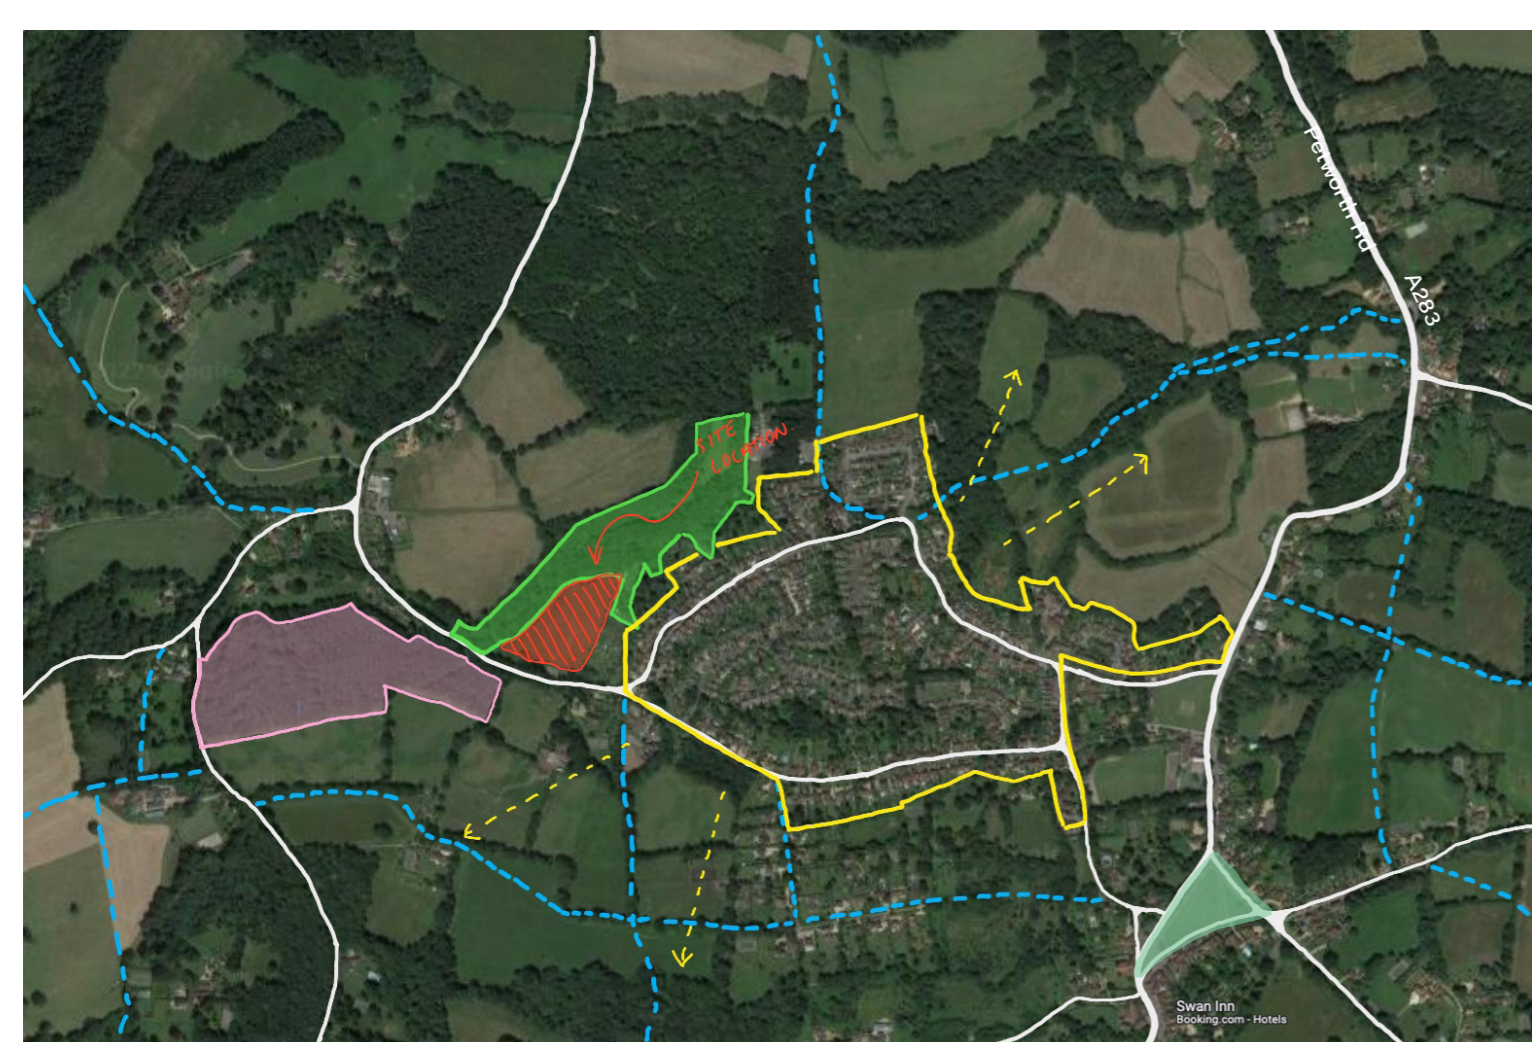 Petworth Rd
A283
SITE
LOCATION
Swan Inn
Booking.com - Hotels